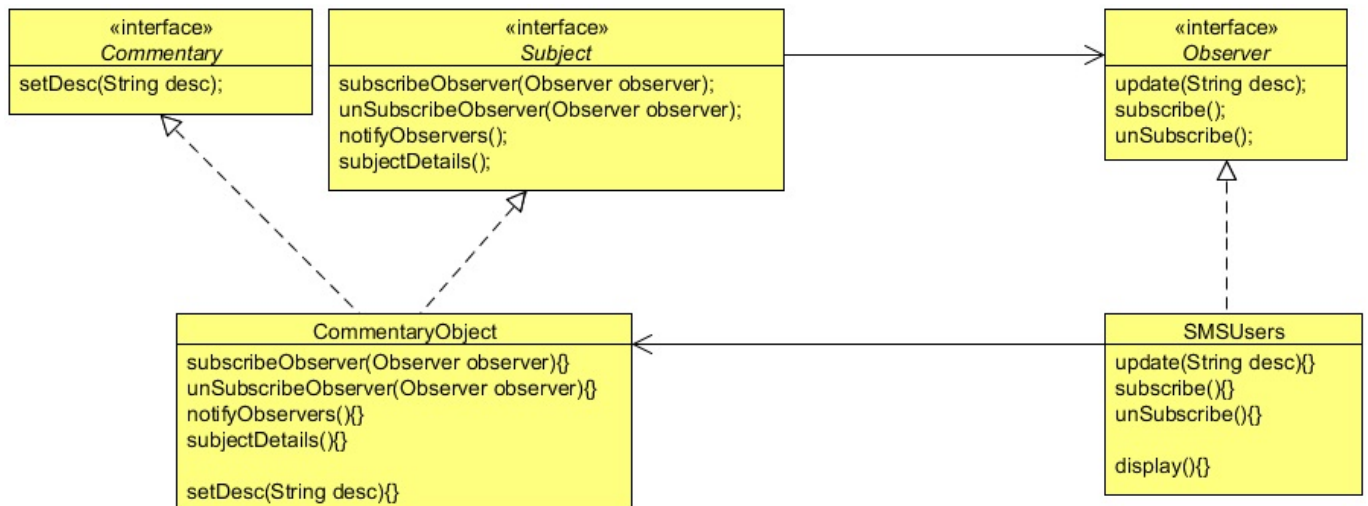 «interface»
Commentary
setDesc(String desc);
«interface»
Subject
subscribeObserver(Observer observer);
unSubscribeObserver(Observer observer);
notifyObservers();
subjectDetails();
«interface»
Observer
update(String desc);
subscribe();
unSubscribe();
CommentaryObject
subscribeObserver(Observer observer){}
unSubscribeObserver(Observer observer){}
notifyObservers(){}
subjectDetails(){}
setDesc(String desc){}
SMSUsers
update(String desc){}
subscribe(){}
unSubscribe(){}
display(){}